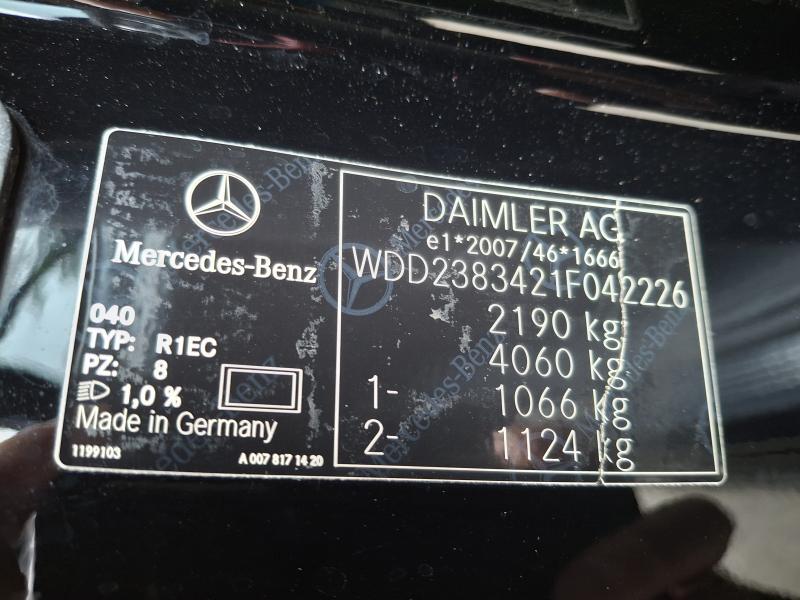 Mercedes-Benz
040
TYP: R1EC
PZ: 8
1,0 %
Made in Germany
1199103
A 007 817 14 20
DAIMLER AG
e1*2007/46*1666
WDD2383421F042226
2190 kg
4060 kg
1- 1066 kg
2- 1124 kg